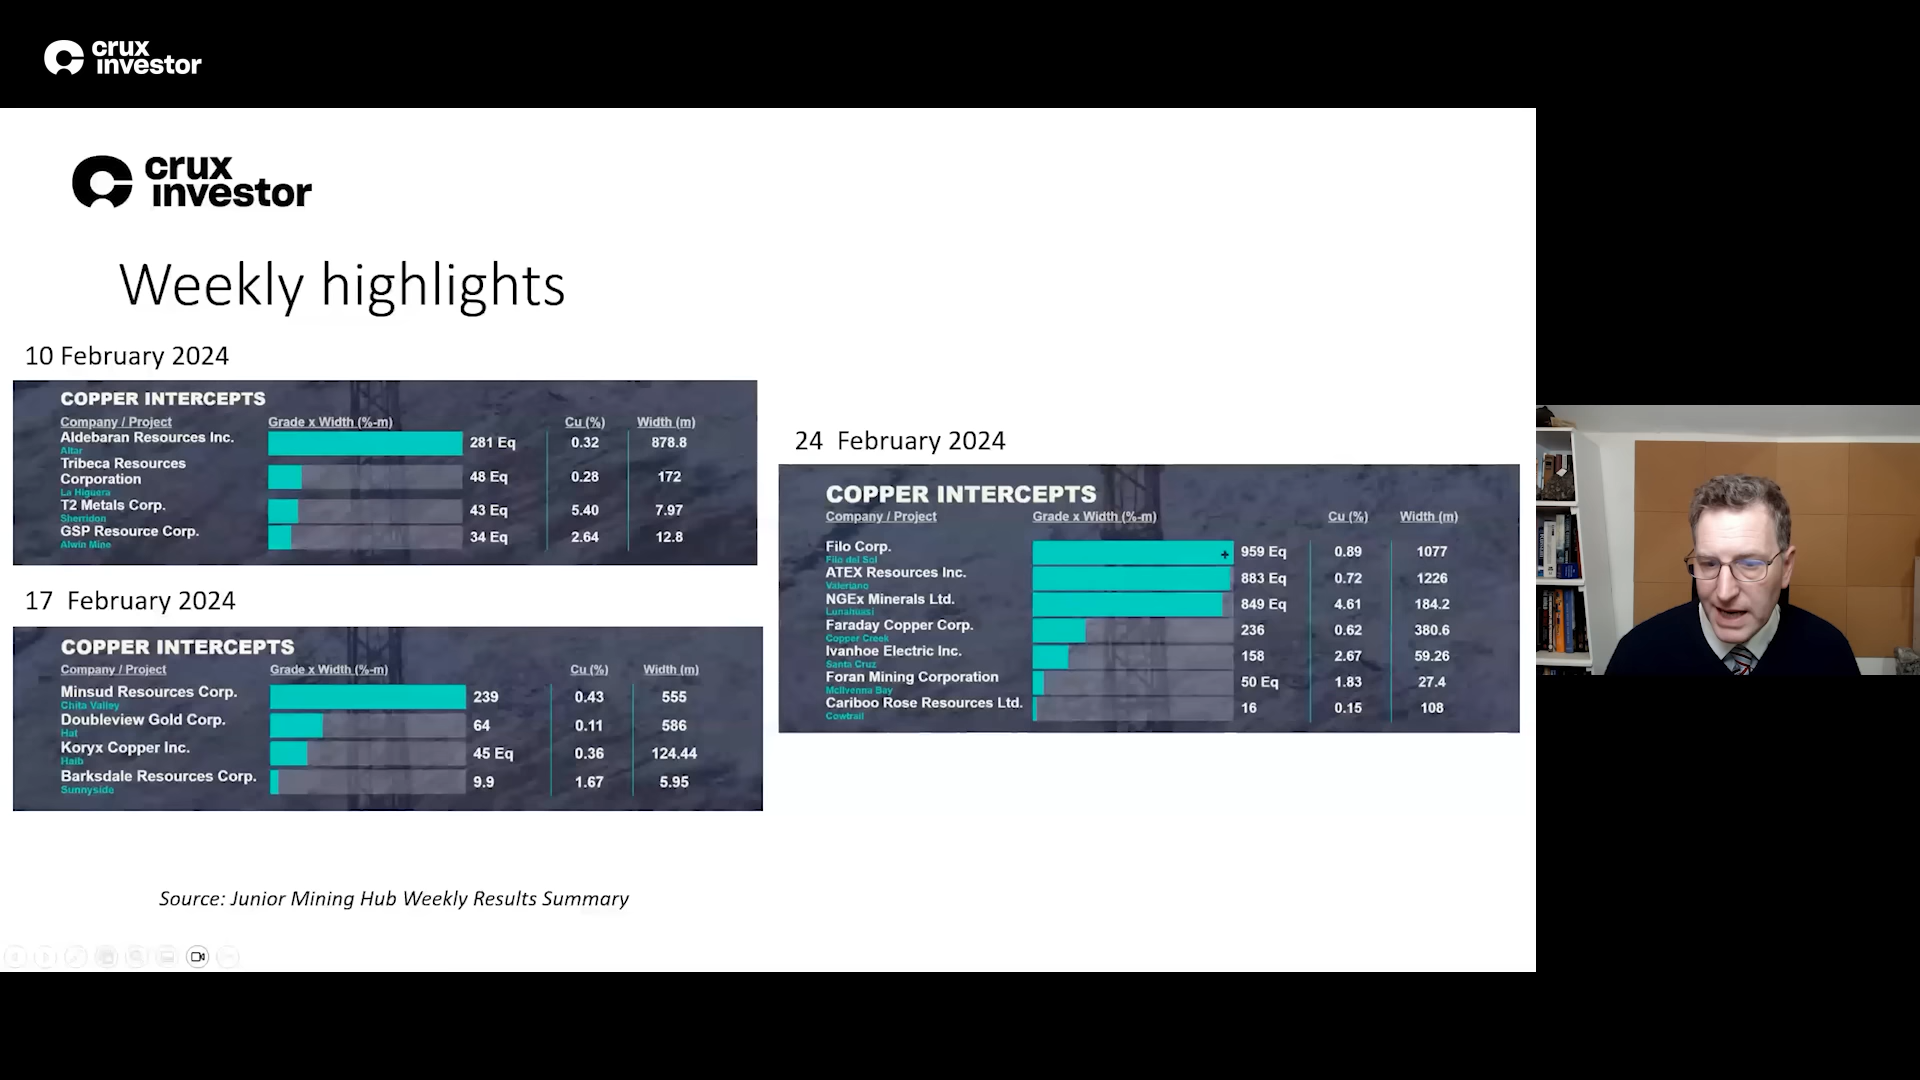 crux
investor
crux
investor
Weekly highlights
10 February 2024
COPPER INTERCEPTS
Company / Project Grade x Width (%-m) Cu (%) Width (m)
Aldebaran Resources Inc. 281 Eq 0.32 878.8
Altar
Tribeca Resources
Corporation 48 Eq 0.28 172
La Higuera
T2 Metals Corp. 43 Eq 5.40 7.97
Sherridon
GSP Resource Corp. 34 Eq 2.64 12.8
Alwin Mine
17 February 2024
COPPER INTERCEPTS
Company / Project Grade x Width (%-m) Cu (%) Width (m)
Minsud Resources Corp. 239 0.43 555
Chita Valley
Doubleview Gold Corp. 64 0.11 586
Hat
Koryx Copper Inc. 45 Eq 0.36 124.44
Haib
Barksdale Resources Corp. 9.9 1.67 5.95
Sunnyside
24 February 2024
COPPER INTERCEPTS
Company / Project Grade x Width (%-m) Cu (%) Width (m)
Filo Corp. 959 Eq 0.89 1077
Filo del Sol
ATEX Resources Inc. 883 Eq 0.72 1226
Valeriano
NGEx Minerals Ltd. 849 Eq 4.61 184.2
Lunahuasi
Faraday Copper Corp. 236 0.62 380.6
Copper Creek
Ivanhoe Electric Inc. 158 2.67 59.26
Santa Cruz
Foran Mining Corporation 50 Eq 1.83 27.4
McIlvenna Bay
Cariboo Rose Resources Ltd. 16 0.15 108
Cowtrail
Source: Junior Mining Hub Weekly Results Summary